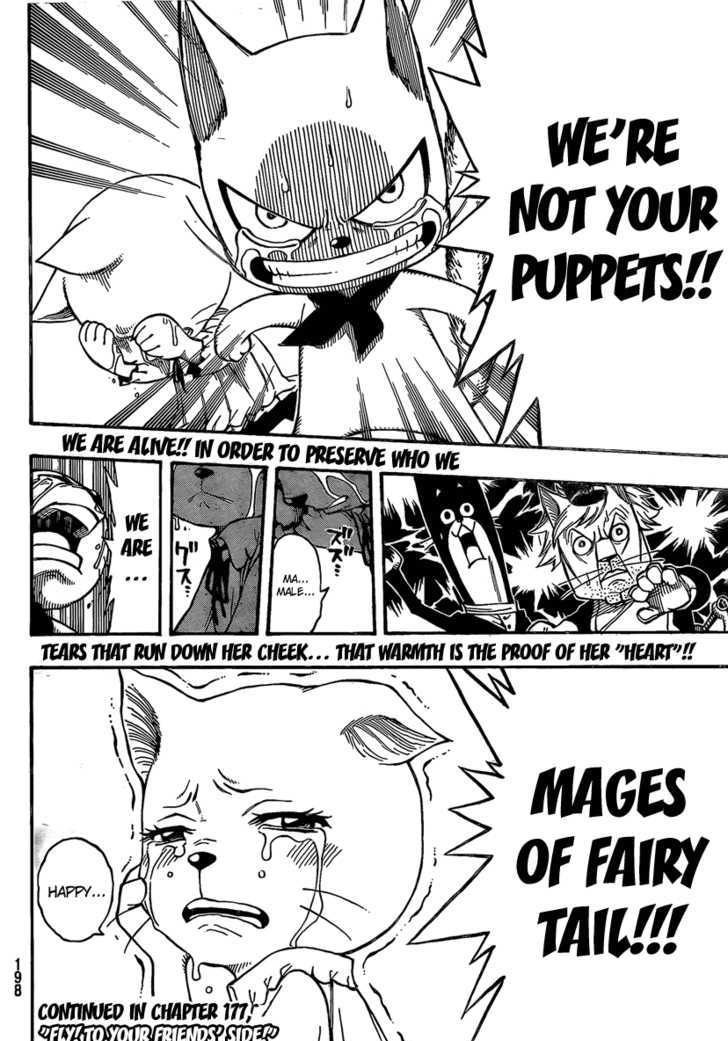 WE'RE
NOT YOUR
PUPPETS!!
WE ARE ALIVE!! IN ORDER TO PRESERVE WHO WE
MA...
MALE...
グス…
グス…
WE
ARE
...
TEARS THAT RUN DOWN HER CHEEK... THAT WARMTH IS THE PROOF OF HER "HEART"!!
MAGES
OF FAIRY
TAIL!!!
HAPPY...
198
CONTINUED IN CHAPTER 177,
"FLY! TO YOUR FRIENDS' SIDE!"